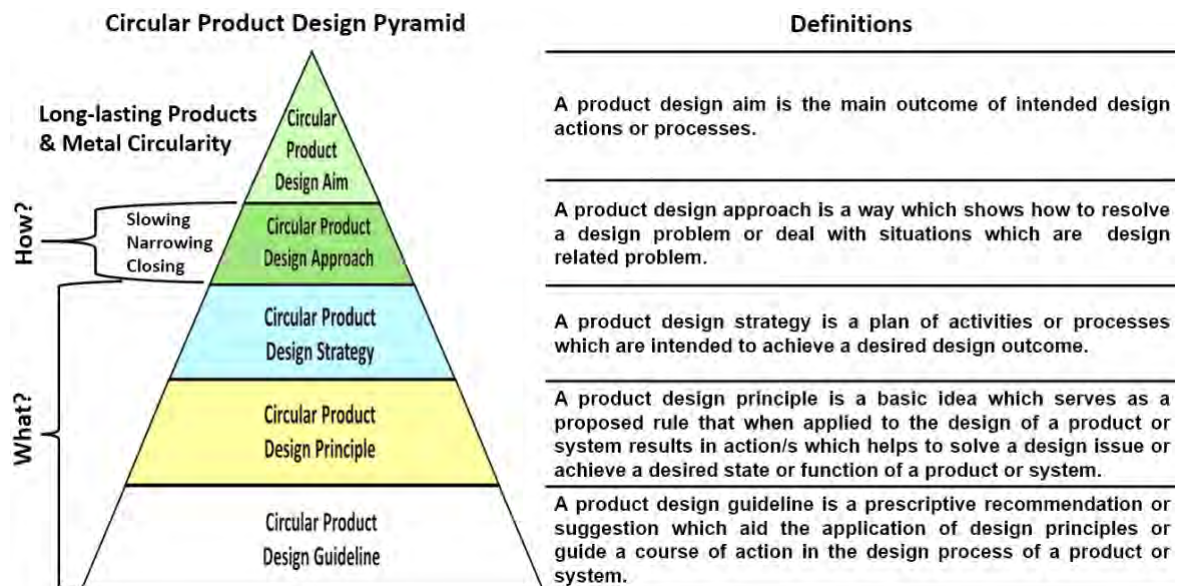 Circular Product Design Pyramid
Long-lasting Products
& Metal Circularity
How?
Slowing
Narrowing
Closing
What?
Circular
Product
Design Aim
Circular Product
Design Approach
Circular Product
Design Strategy
Circular Product
Design Principle
Circular Product
Design Guideline
Definitions
A product design aim is the main outcome of intended design
actions or processes.
A product design approach is a way which shows how to resolve
a design problem or deal with situations which are design
related problem.
A product design strategy is a plan of activities or processes
which are intended to achieve a desired design outcome.
A product design principle is a basic idea which serves as a
proposed rule that when applied to the design of a product or
system results in action/s which helps to solve a design issue or
achieve a desired state or function of a product or system.
A product design guideline is a prescriptive recommendation or
suggestion which aid the application of design principles or
guide a course of action in the design process of a product or
system.